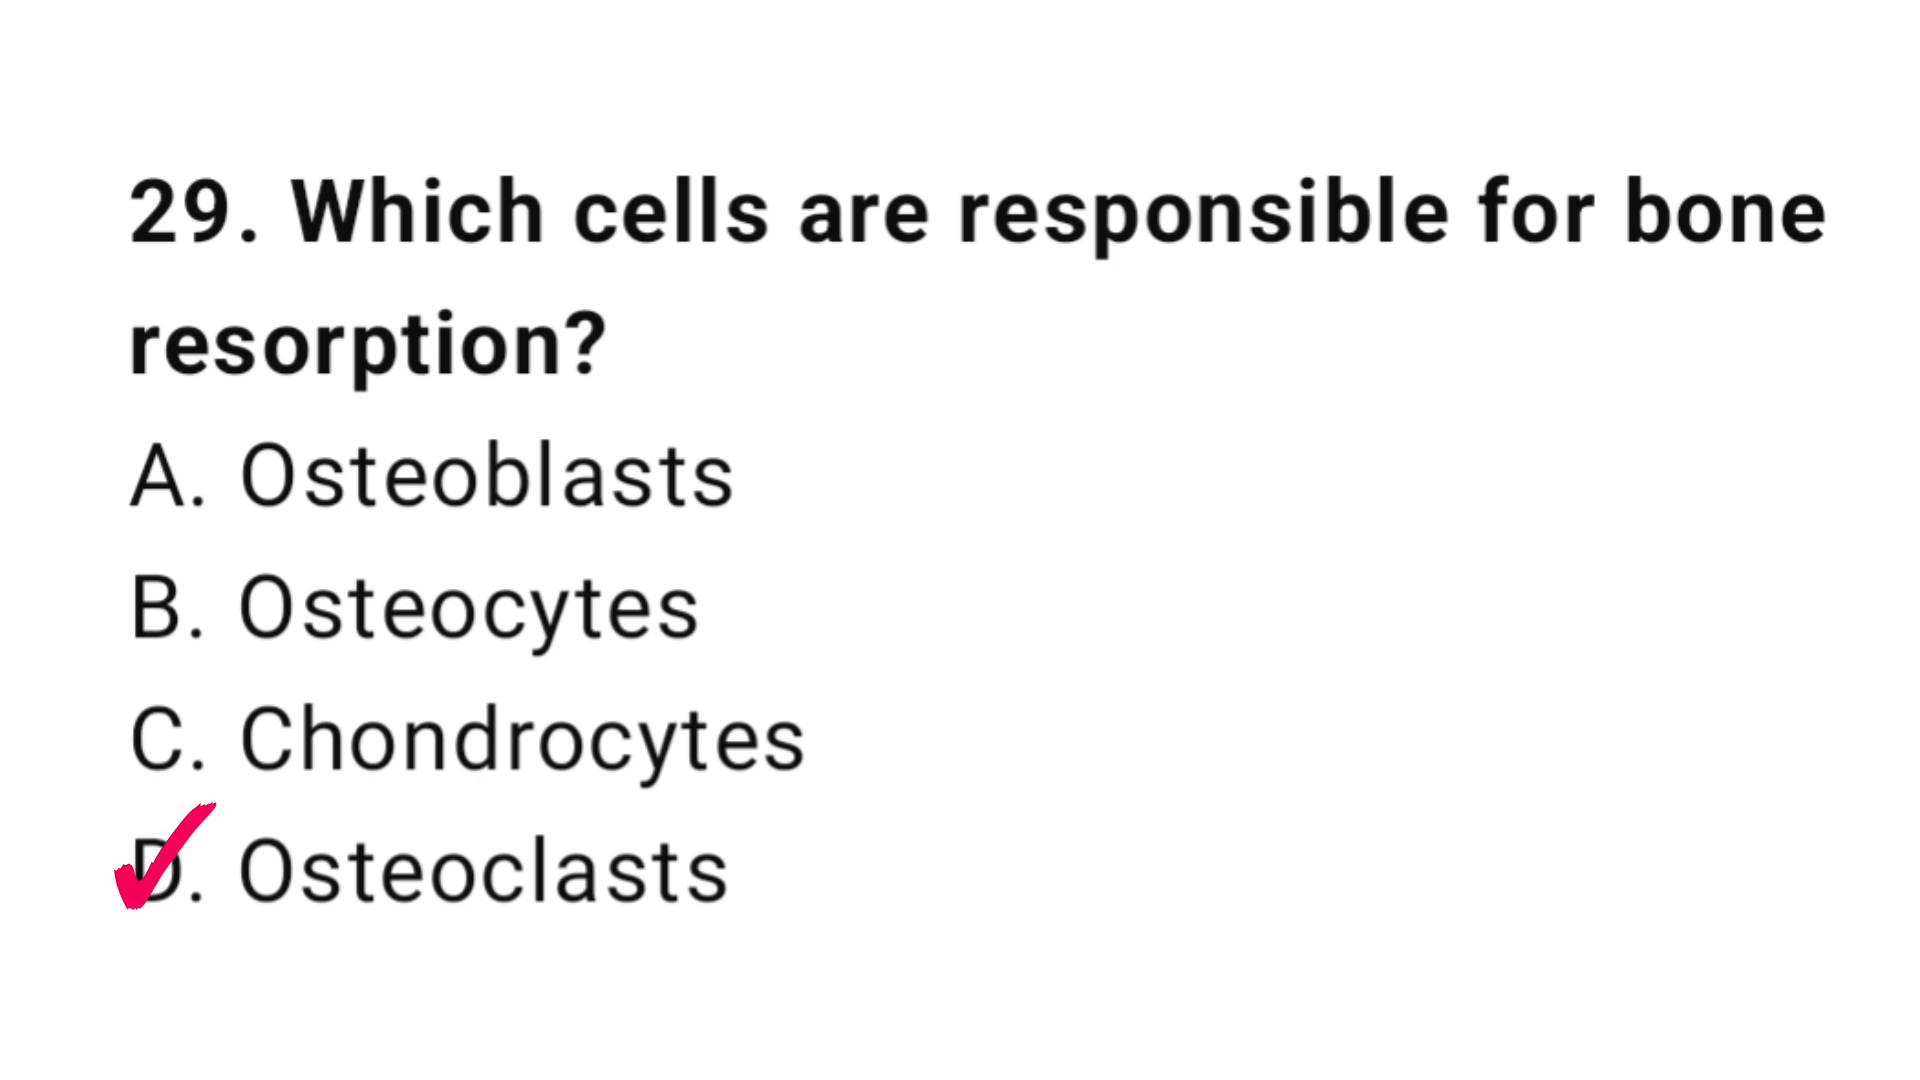 29. Which cells are responsible for bone
resorption?
A. Osteoblasts
B. Osteocytes
C. Chondrocytes
D. Osteoclasts